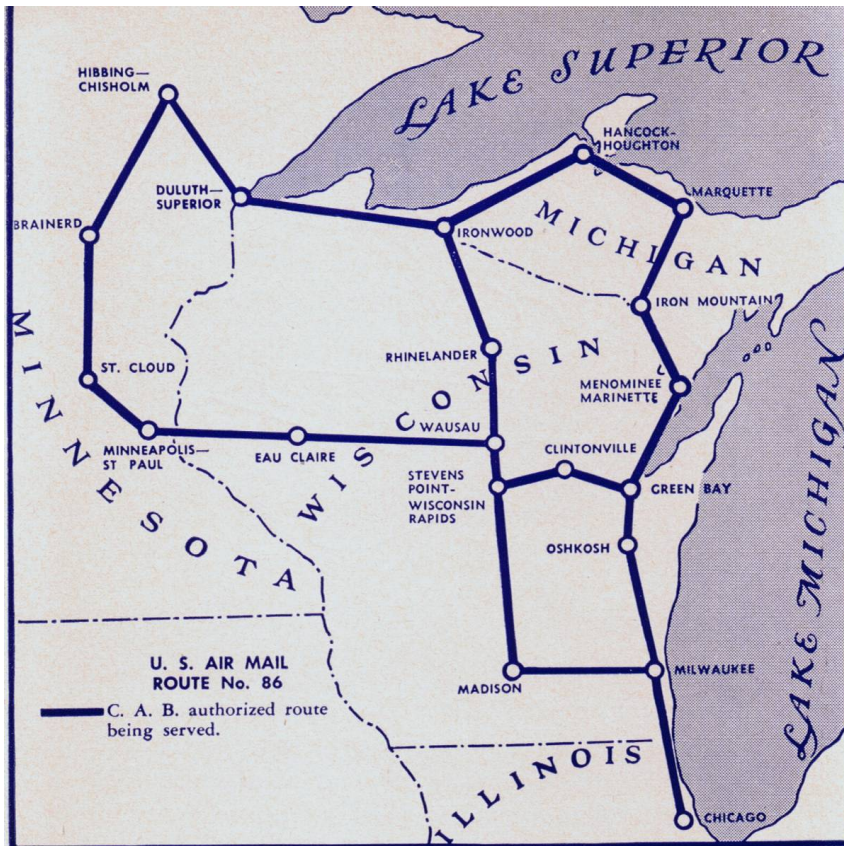 LAKE SUPERIOR
HIBBING—
CHISHOLM
HANCOCK-
HOUGHTON
DULUTH—
SUPERIOR
MARQUETTE
BRAINERD
IRONWOOD
MICHIGAN
IRON MOUNTAIN
MINNESOTA
RHINELANDER
WISCONSIN
ST. CLOUD
MENOMINEE
MARINETTE
LAKE MICHIGAN
WAUSAU
MINNEAPOLIS—
ST PAUL
EAU CLAIRE
CLINTONVILLE
STEVENS
POINT-
WISCONSIN
RAPIDS
GREEN BAY
OSHKOSH
U. S. AIR MAIL
ROUTE No. 86
C. A. B. authorized route
being served.
MADISON
MILWAUKEE
ILLINOIS
CHICAGO